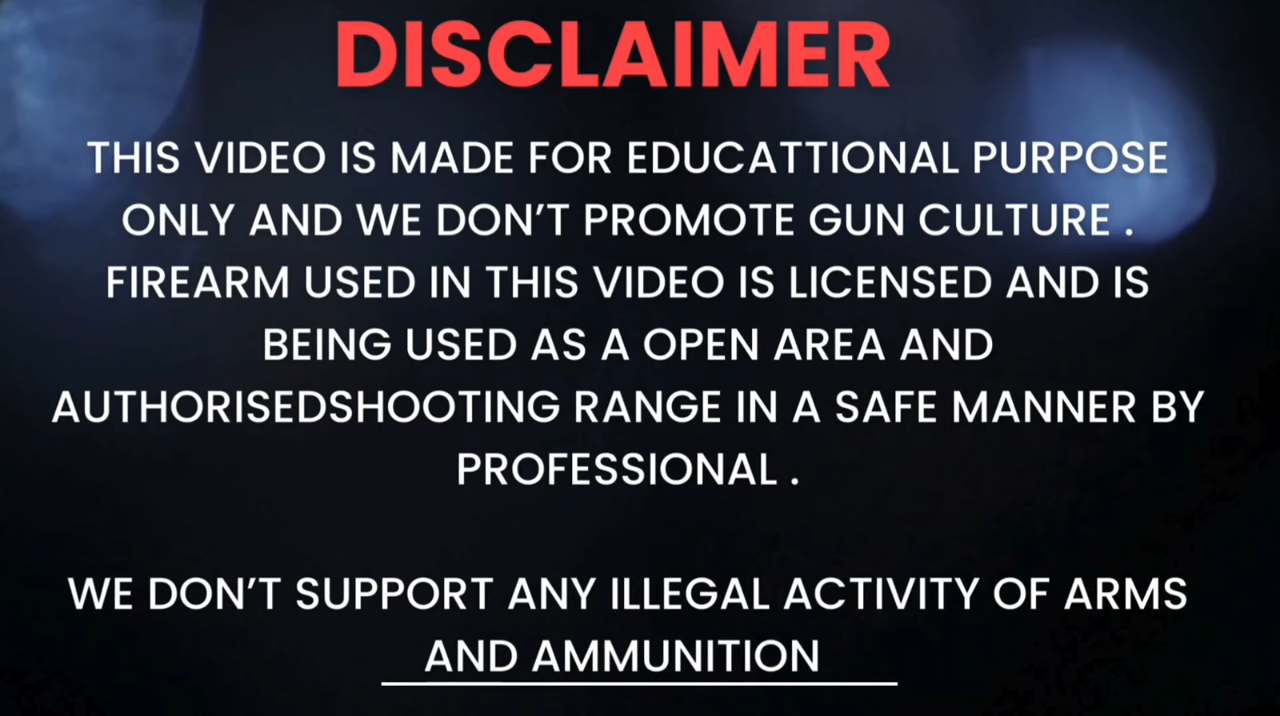 DISCLAIMER
THIS VIDEO IS MADE FOR EDUCATTIONAL PURPOSE
ONLY AND WE DON'T PROMOTE GUN CULTURE .
FIREARM USED IN THIS VIDEO IS LICENSED AND IS
BEING USED AS A OPEN AREA AND
AUTHORISEDSHOOTING RANGE IN A SAFE MANNER BY
PROFESSIONAL .
WE DON'T SUPPORT ANY ILLEGAL ACTIVITY OF ARMS
AND AMMUNITION